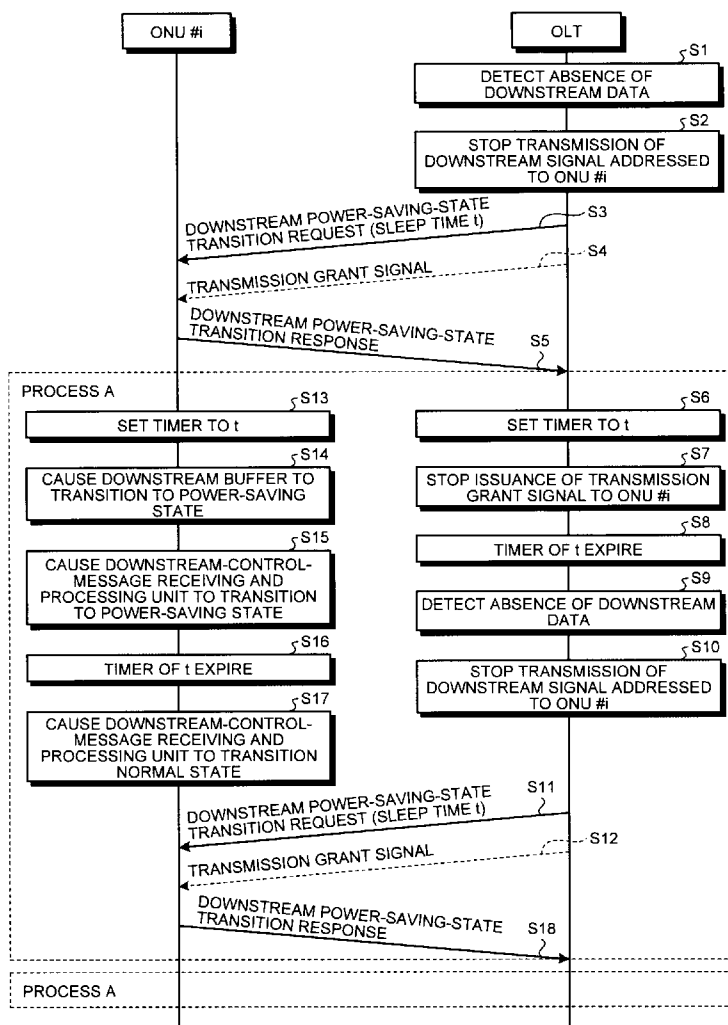 ONU #i
OLT
S1
DETECT ABSENCE OF
DOWNSTREAM DATA
S2
STOP TRANSMISSION OF
DOWNSTREAM SIGNAL ADDRESSED
TO ONU #i
DOWNSTREAM POWER-SAVING-STATE
TRANSITION REQUEST (SLEEP TIME t)
S3
S4
TRANSMISSION GRANT SIGNAL
DOWNSTREAM POWER-SAVING-STATE
TRANSITION RESPONSE
S5
PROCESS A
S13
SET TIMER TO t
S14
CAUSE DOWNSTREAM BUFFER TO
TRANSITION TO POWER-SAVING
STATE
S15
CAUSE DOWNSTREAM-CONTROL-
MESSAGE RECEIVING AND
PROCESSING UNIT TO TRANSITION
TO POWER-SAVING STATE
S16
TIMER OF t EXPIRE
S17
CAUSE DOWNSTREAM-CONTROL-
MESSAGE RECEIVING AND
PROCESSING UNIT TO TRANSITION
NORMAL STATE
S6
SET TIMER TO t
S7
STOP ISSUANCE OF TRANSMISSION
GRANT SIGNAL TO ONU #i
S8
TIMER OF t EXPIRE
S9
DETECT ABSENCE OF DOWNSTREAM
DATA
S10
STOP TRANSMISSION OF
DOWNSTREAM SIGNAL ADDRESSED
TO ONU #i
DOWNSTREAM POWER-SAVING-STATE
TRANSITION REQUEST (SLEEP TIME t)
S11
S12
TRANSMISSION GRANT SIGNAL
DOWNSTREAM POWER-SAVING-STATE
TRANSITION RESPONSE
S18
PROCESS A